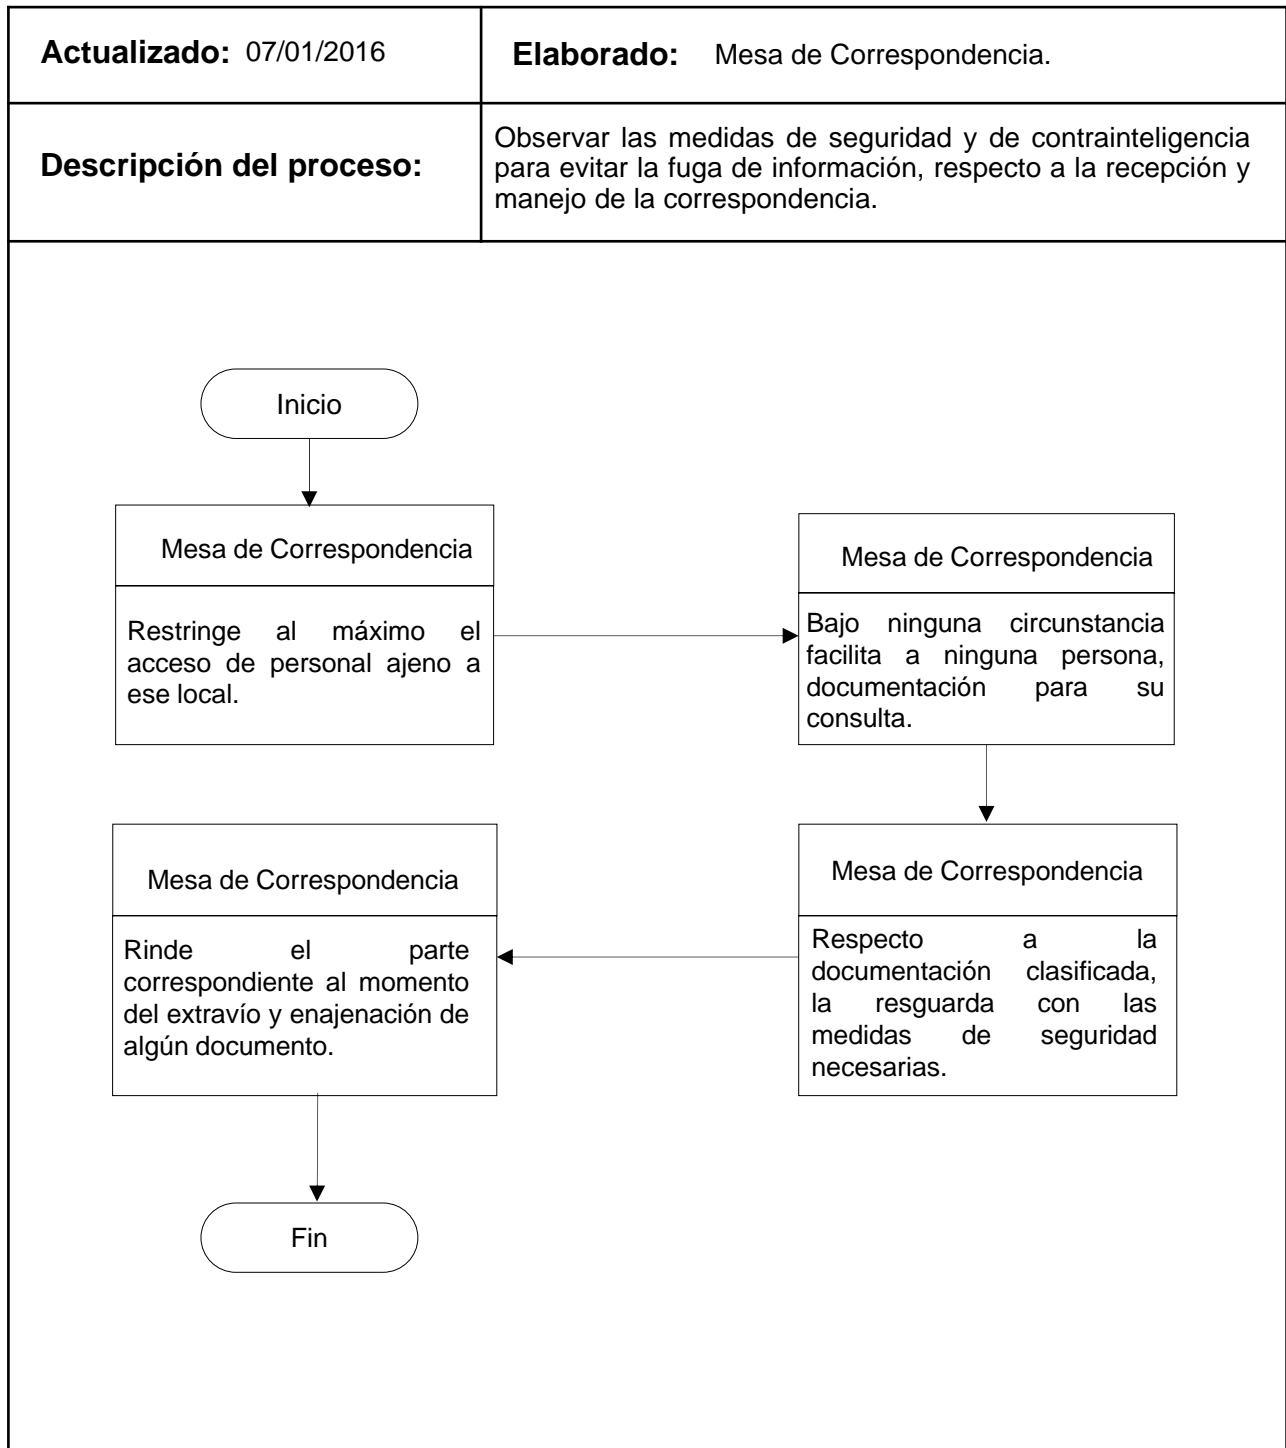 Actualizado: 07/01/2016
Elaborado: Mesa de Correspondencia.
Descripción del proceso:
Observar las medidas de seguridad y de contrainteligencia
para evitar la fuga de información, respecto a la recepción y
manejo de la correspondencia.
Inicio
Mesa de Correspondencia
Restringe al máximo el
acceso de personal ajeno a
ese local.
Mesa de Correspondencia
Bajo ninguna circunstancia
facilita a ninguna persona,
documentación para su
consulta.
Mesa de Correspondencia
Respecto a la
documentación clasificada,
la resguarda con las
medidas de seguridad
necesarias.
Mesa de Correspondencia
Rinde el parte
correspondiente al momento
del extravío y enajenación de
algún documento.
Fin